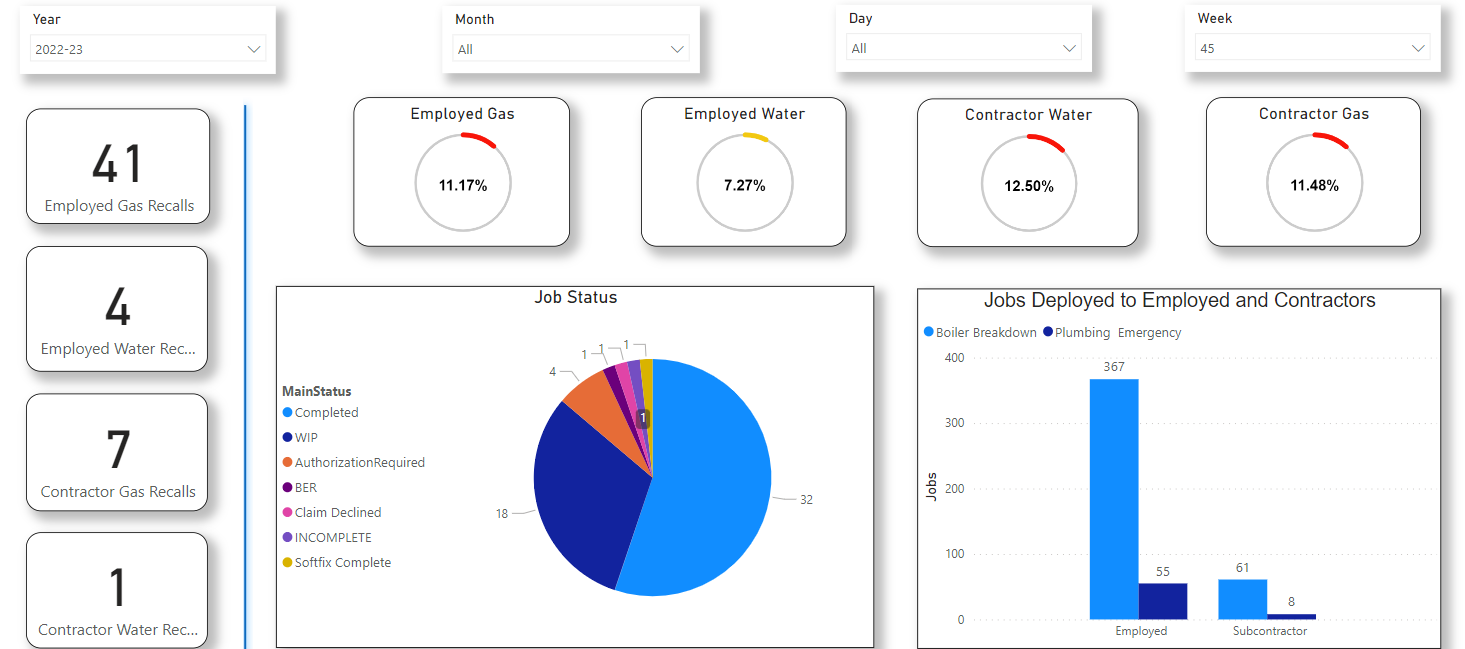 Year
2022-23
Month
All
Day
All
Week
45
41
Employed Gas Recalls
4
Employed Water Rec...
7
Contractor Gas Recalls
1
Contractor Water Rec...
Employed Gas
11.17%
Employed Water
7.27%
Contractor Water
12.50%
Contractor Gas
11.48%
Job Status
MainStatus
Completed
WIP
AuthorizationRequired
BER
Claim Declined
INCOMPLETE
Softfix Complete
4
1
1
1
1
18
32
Jobs Deployed to Employed and Contractors
Boiler Breakdown Plumbing Emergency
Jobs
400
300
200
100
0
367
55
61
8
Employed
Subcontractor